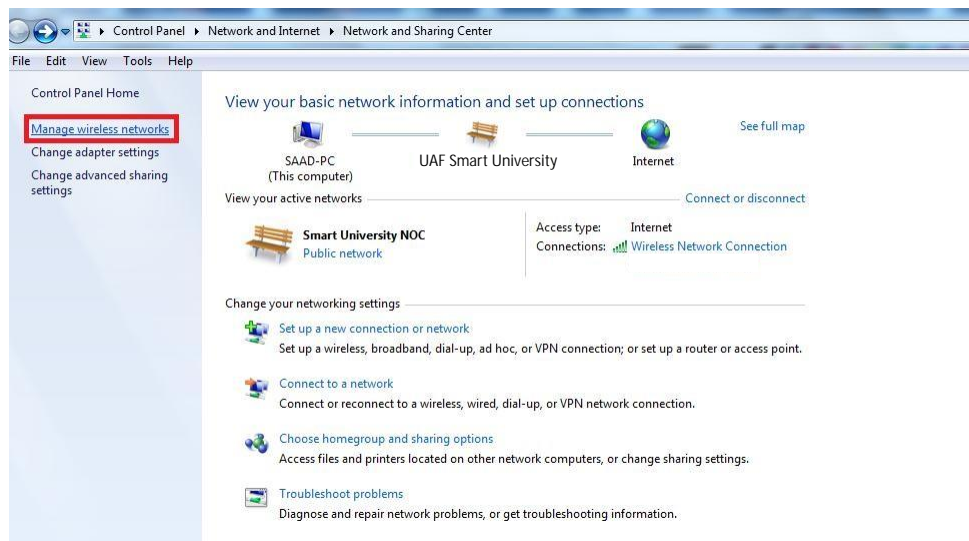 Control Panel ▸ Network and Internet ▸ Network and Sharing Center
File Edit View Tools Help
Control Panel Home
Manage wireless networks
Change adapter settings
Change advanced sharing
settings
View your basic network information and set up connections
See full map
SAAD-PC
(This computer)
UAF Smart University
Internet
View your active networks
Connect or disconnect
Smart University NOC
Public network
Access type: Internet
Connections: Wireless Network Connection
Change your networking settings
Set up a new connection or network
Set up a wireless, broadband, dial-up, ad hoc, or VPN connection; or set up a router or access point.
Connect to a network
Connect or reconnect to a wireless, wired, dial-up, or VPN network connection.
Choose homegroup and sharing options
Access files and printers located on other network computers, or change sharing settings.
Troubleshoot problems
Diagnose and repair network problems, or get troubleshooting information.